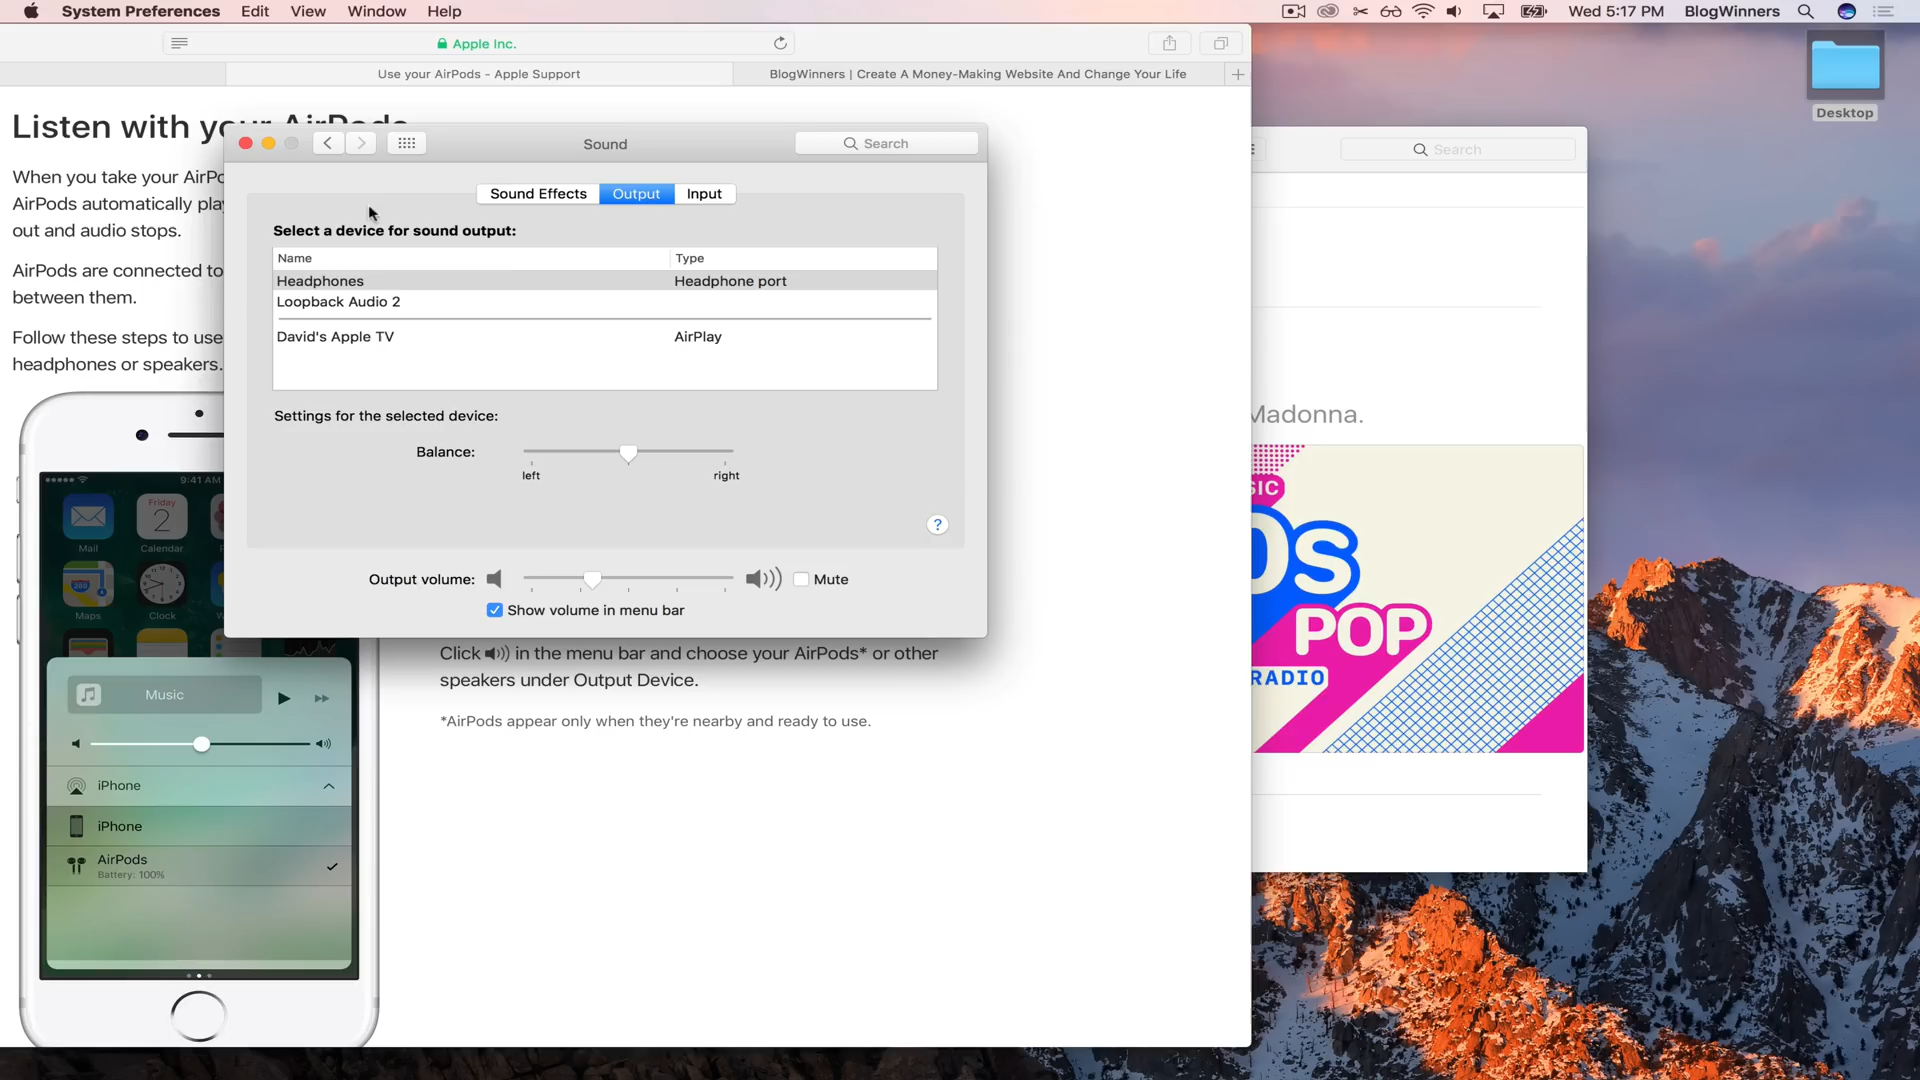 System Preferences Edit View Window Help
Wed 5:17 PM BlogWinners
Apple Inc.
Use your AirPods - Apple Support
BlogWinners | Create A Money-Making Website And Change Your Life
Desktop
Listen with your AirPods
When you take your AirPo
AirPods automatically play
out and audio stops.
AirPods are connected to
between them.
Follow these steps to use
headphones or speakers.
Sound
Search
Sound Effects Output Input
Select a device for sound output:
Name Type
Headphones Headphone port
Loopback Audio 2
David's Apple TV AirPlay
Settings for the selected device:
Balance:
left right
?
Output volume: Mute
Show volume in menu bar
Click in the menu bar and choose your AirPods* or other
speakers under Output Device.
*AirPods appear only when they're nearby and ready to use.
9:41 AM
Friday
2
Mail Calendar
280
Maps Clock
Music
iPhone
iPhone
AirPods
Battery: 100%
Search
Madonna.
SIC
0s
POP
RADIO